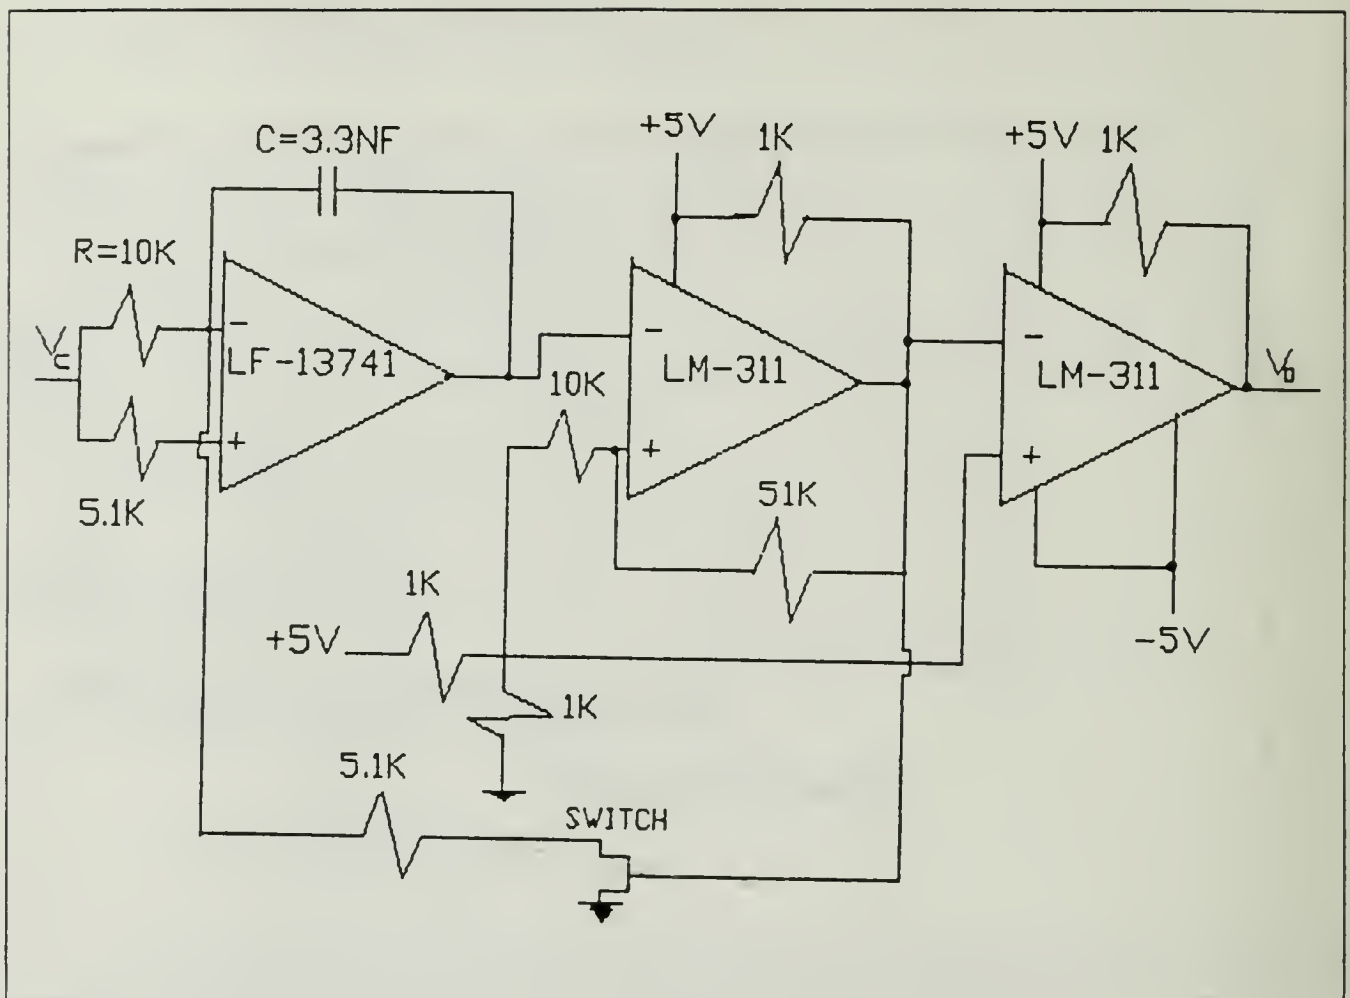 C=3.3NF
+5V
1K
+5V
1K
R=10K
Vc
-
LF-13741
+
5.1K
-
LM-311
10K
+
51K
-
LM-311
+
Vo
-5V
1K
+5V
1K
5.1K
SWITCH